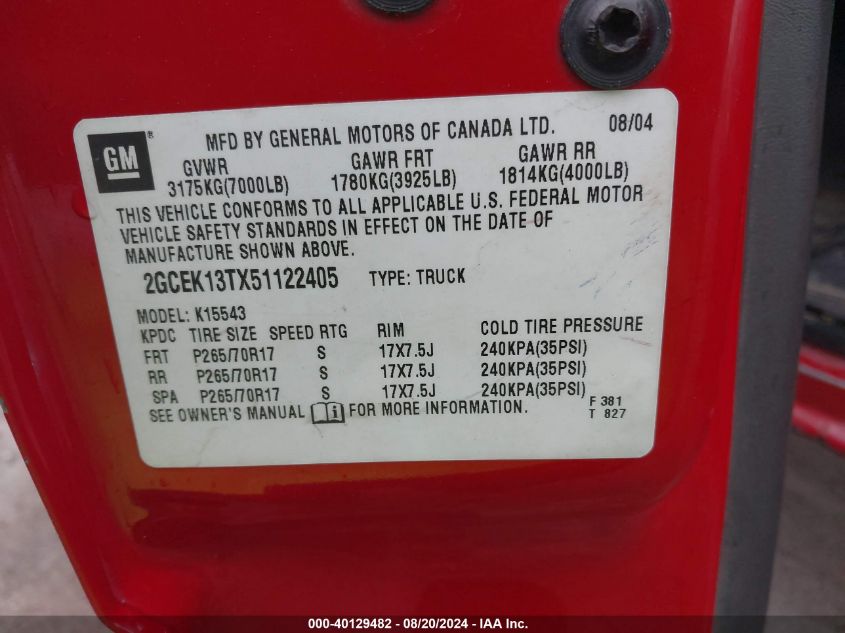 GM ®
MFD BY GENERAL MOTORS OF CANADA LTD. 08/04
GVWR GAWR FRT GAWR RR
3175KG(7000LB) 1780KG(3925LB) 1814KG(4000LB)
THIS VEHICLE CONFORMS TO ALL APPLICABLE U.S. FEDERAL MOTOR
VEHICLE SAFETY STANDARDS IN EFFECT ON THE DATE OF
MANUFACTURE SHOWN ABOVE.
2GCEK13TX51122405 TYPE: TRUCK
MODEL: K15543
KPDC TIRE SIZE SPEED RTG RIM COLD TIRE PRESSURE
FRT P265/70R17 S 17X7.5J 240KPA(35PSI)
RR P265/70R17 S 17X7.5J 240KPA(35PSI)
SPA P265/70R17 S 17X7.5J 240KPA(35PSI)
SEE OWNER'S MANUAL FOR MORE INFORMATION.
F 381
T 827
000-40129482 - 08/20/2024 - IAA Inc.